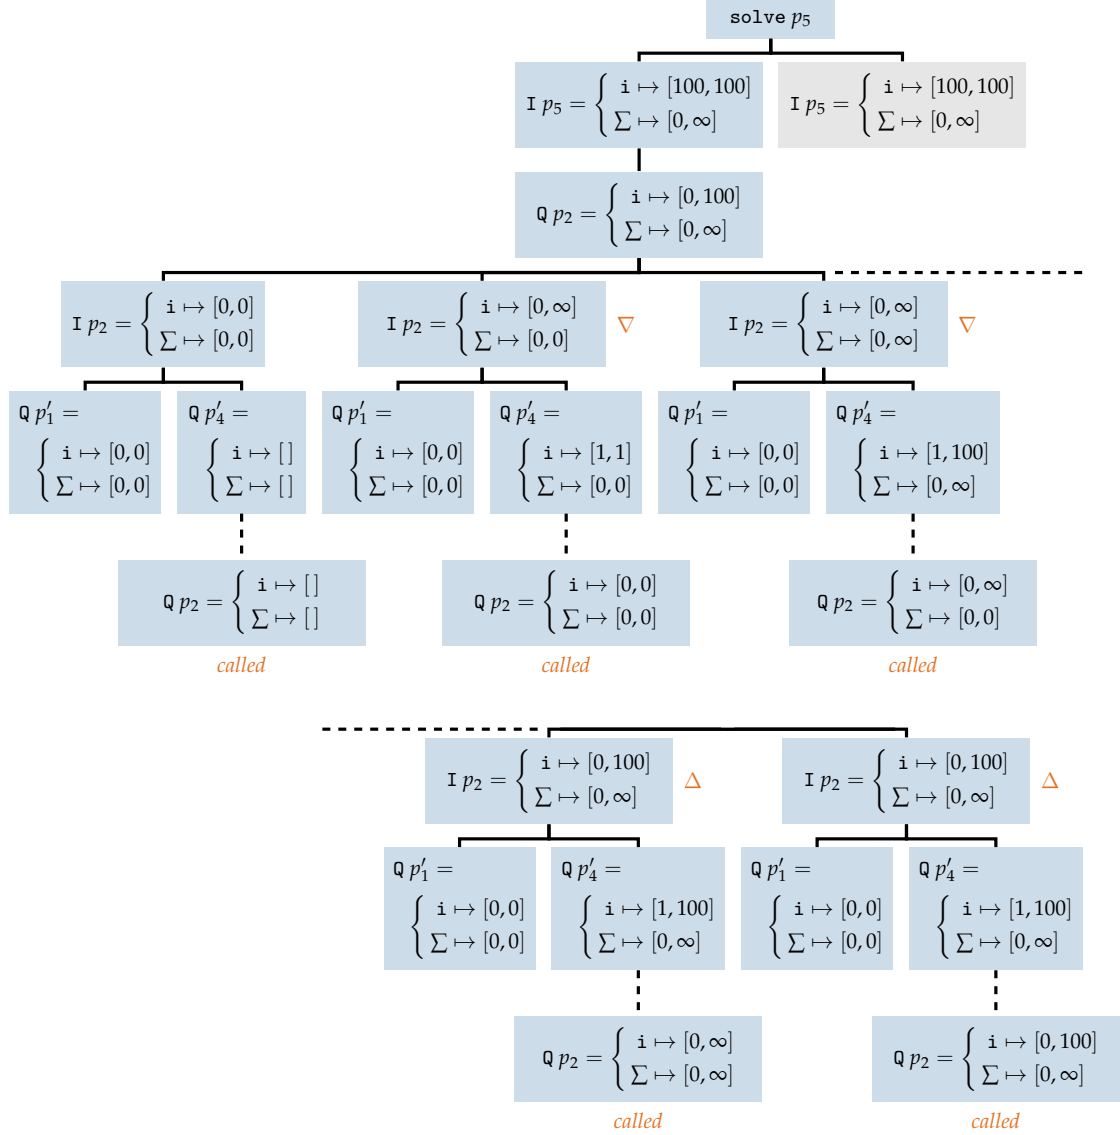 solve p₅
I p₅ = { i ↦ [100, 100]
∑ ↦ [0, ∞]
I p₅ = { i ↦ [100, 100]
∑ ↦ [0, ∞]
Q p₂ = { i ↦ [0, 100]
∑ ↦ [0, ∞]
I p₂ = { i ↦ [0, 0]
∑ ↦ [0, 0]
I p₂ = { i ↦ [0, ∞]
∑ ↦ [0, 0]
∇
I p₂ = { i ↦ [0, ∞]
∑ ↦ [0, ∞]
∇
Q p′₁ =
{ i ↦ [0, 0]
∑ ↦ [0, 0]
Q p′₄ =
{ i ↦ [ ]
∑ ↦ [ ]
Q p′₁ =
{ i ↦ [0, 0]
∑ ↦ [0, 0]
Q p′₄ =
{ i ↦ [1, 1]
∑ ↦ [0, 0]
Q p′₁ =
{ i ↦ [0, 0]
∑ ↦ [0, 0]
Q p′₄ =
{ i ↦ [1, 100]
∑ ↦ [0, ∞]
Q p₂ = { i ↦ [ ]
∑ ↦ [ ]
called
Q p₂ = { i ↦ [0, 0]
∑ ↦ [0, 0]
called
Q p₂ = { i ↦ [0, ∞]
∑ ↦ [0, 0]
called
I p₂ = { i ↦ [0, 100]
∑ ↦ [0, ∞]
Δ
I p₂ = { i ↦ [0, 100]
∑ ↦ [0, ∞]
Δ
Q p′₁ =
{ i ↦ [0, 0]
∑ ↦ [0, 0]
Q p′₄ =
{ i ↦ [1, 100]
∑ ↦ [0, ∞]
Q p′₁ =
{ i ↦ [0, 0]
∑ ↦ [0, 0]
Q p′₄ =
{ i ↦ [1, 100]
∑ ↦ [0, ∞]
Q p₂ = { i ↦ [0, ∞]
∑ ↦ [0, ∞]
called
Q p₂ = { i ↦ [0, 100]
∑ ↦ [0, ∞]
called